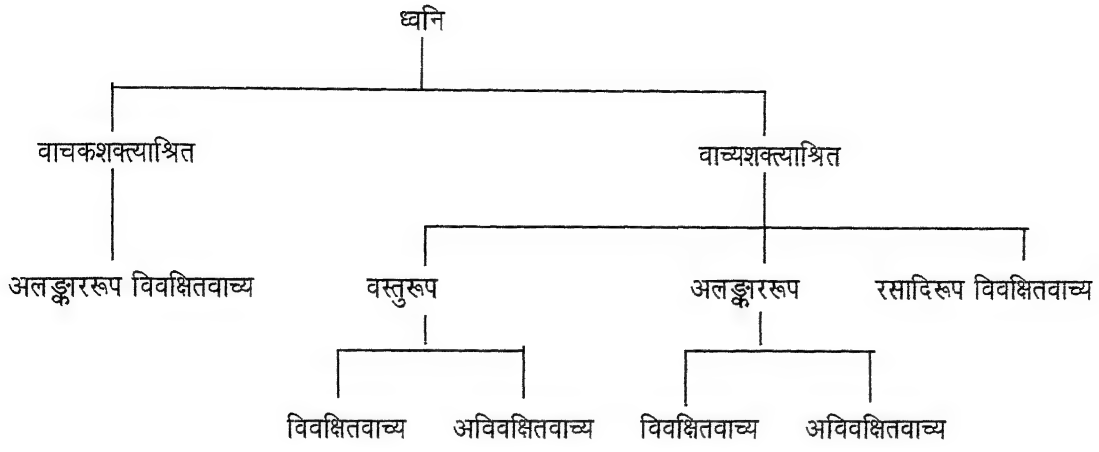 ध्वनि
वाचकशक्त्याश्रित वाच्यशक्त्याश्रित
अलङ्काररूप विवक्षितवाच्य वस्तुरूप अलङ्काररूप रसादिरूप विवक्षितवाच्य
विवक्षितवाच्य अविवक्षितवाच्य विवक्षितवाच्य अविवक्षितवाच्य